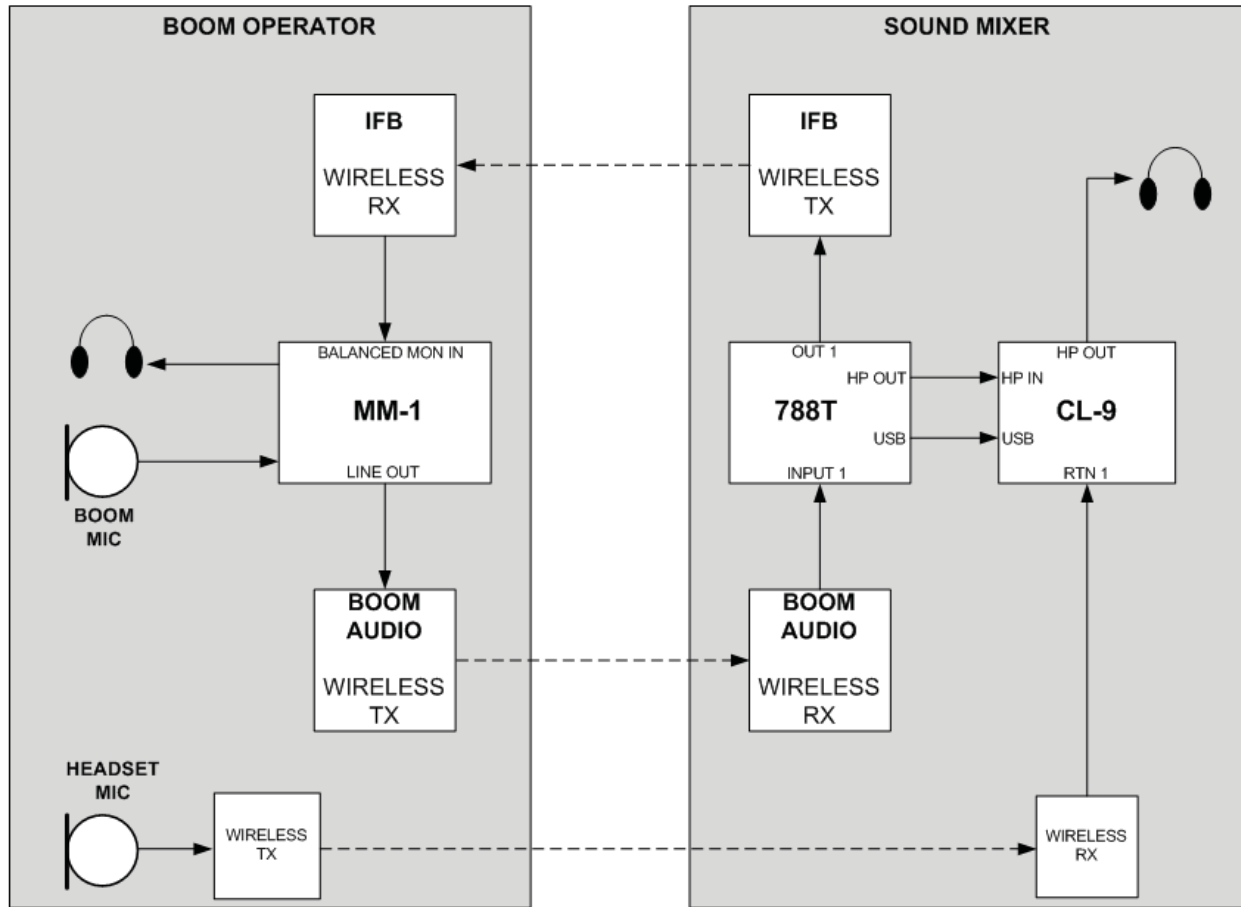 BOOM OPERATOR
IFB
WIRELESS
RX
BALANCED MON IN
MM-1
LINE OUT
BOOM
MIC
BOOM
AUDIO
WIRELESS
TX
HEADSET
MIC
WIRELESS
TX
SOUND MIXER
IFB
WIRELESS
TX
OUT 1
HP OUT
788T
USB
INPUT 1
HP OUT
HP IN
CL-9
USB
RTN 1
BOOM
AUDIO
WIRELESS
RX
WIRELESS
RX